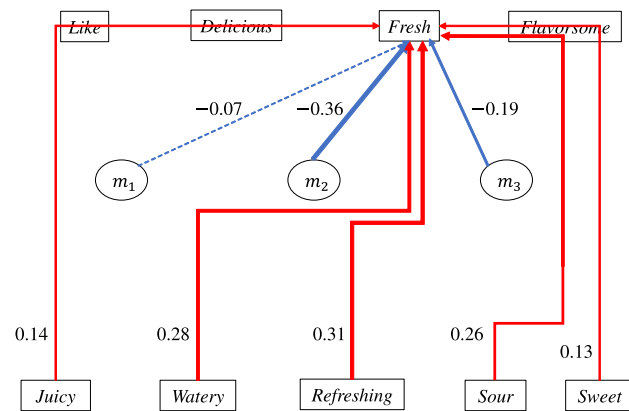 Like Delicious Fresh Flavorsome
−0.07 −0.36 −0.19
m₁ m₂ m₃
0.14 0.28 0.31 0.26 0.13
Juicy Watery Refreshing Sour Sweet